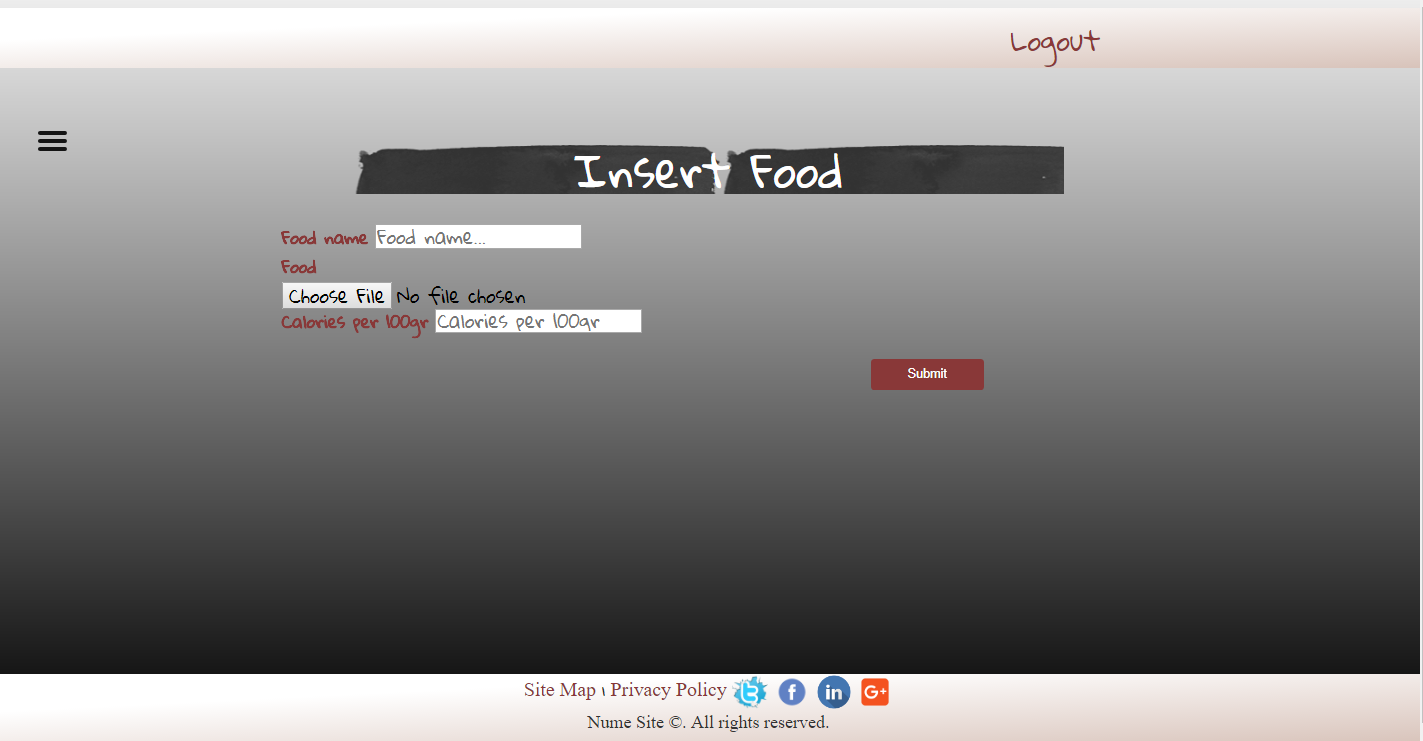 Logout
Insert Food
Food name Food name...
Food
Choose File No file chosen
Calories per 100gr Calories per 100gr
Submit
Site Map \ Privacy Policy t f in G+
Nume Site ©. All rights reserved.